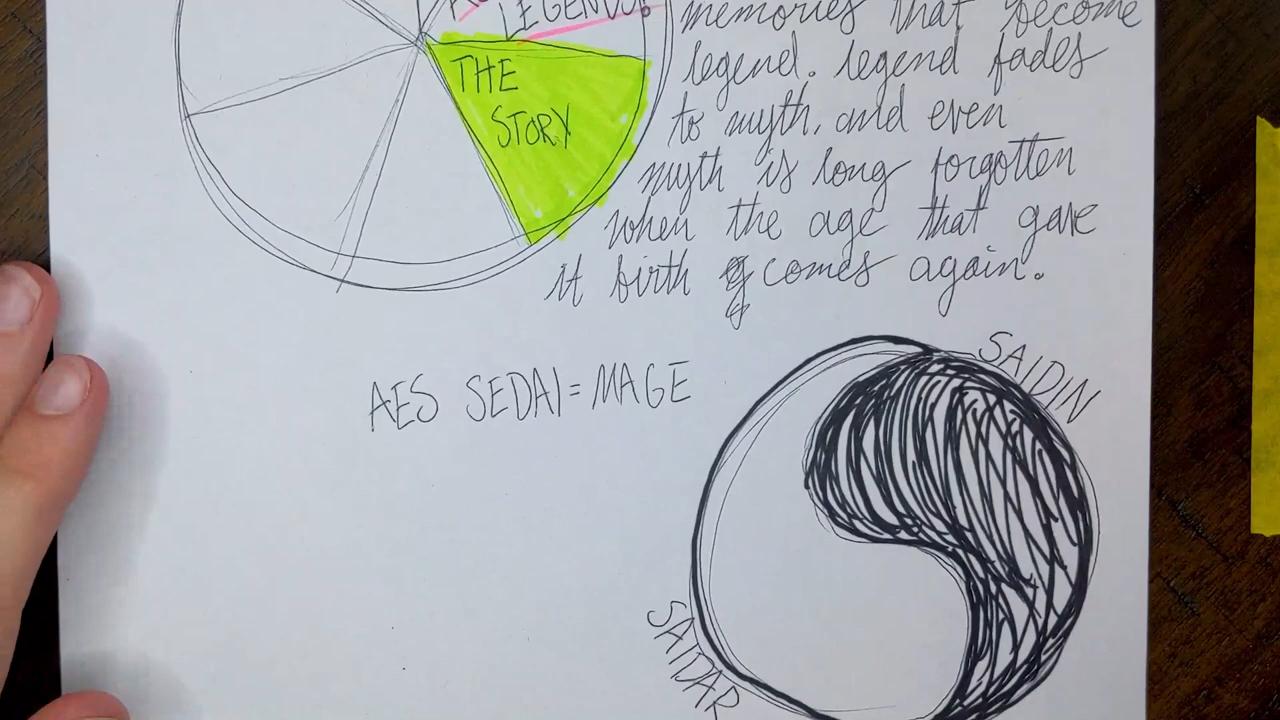 LEGENDS!
THE
STORY
memories that become
legend. legend fades
to myth, and even
myth is long forgotten
when the age that gave
it birth comes again.
AES SEDAI = MAGE
SAIDIN
SAIDAR